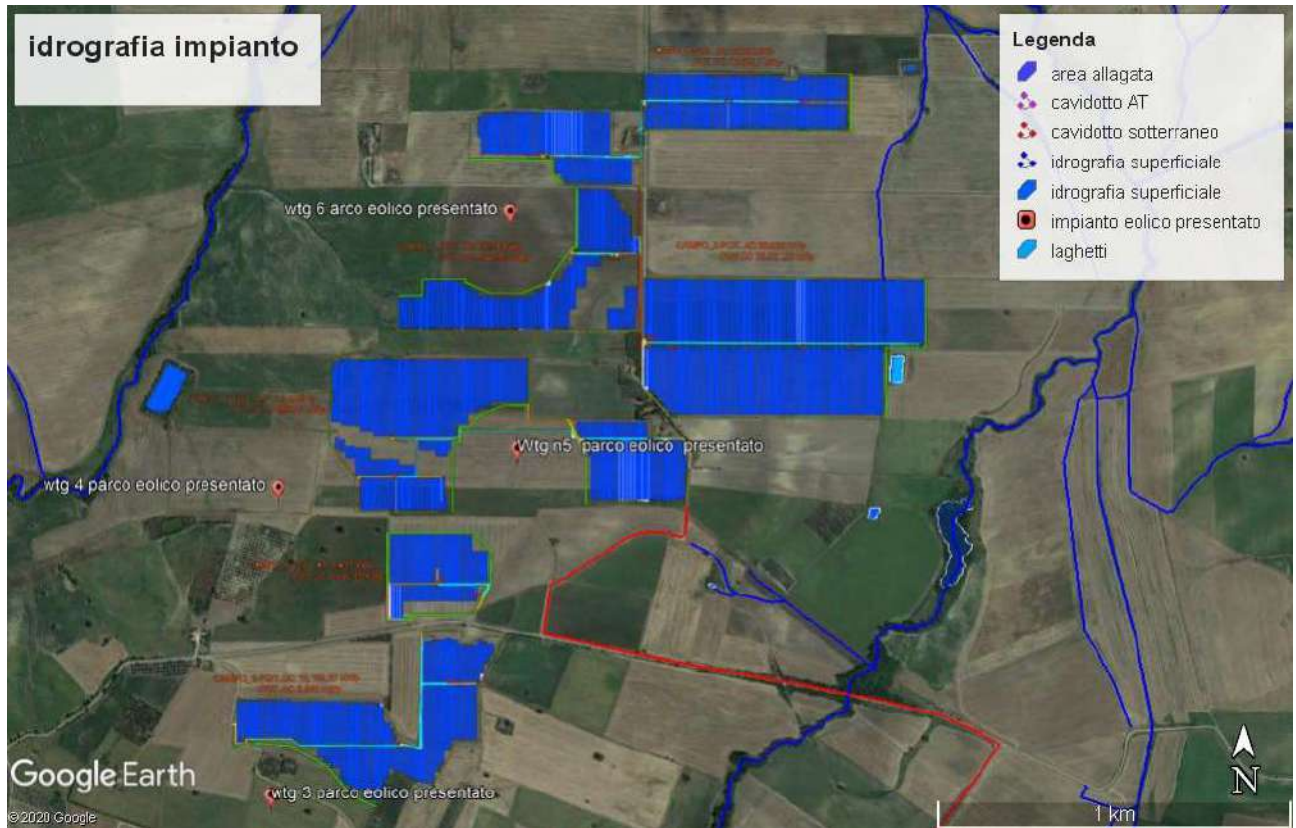 idrografia impianto
Legenda
area allagata
cavidotto AT
cavidotto sotterraneo
idrografia superficiale
idrografia superficiale
impianto eolico presentato
laghetti
wtg 6 arco eolico presentato
Wtg n5 parco eolico presentato
wtg 4 parco eolico presentato
wtg 3 parco eolico presentato
Google Earth
© 2020 Google
N
1 km